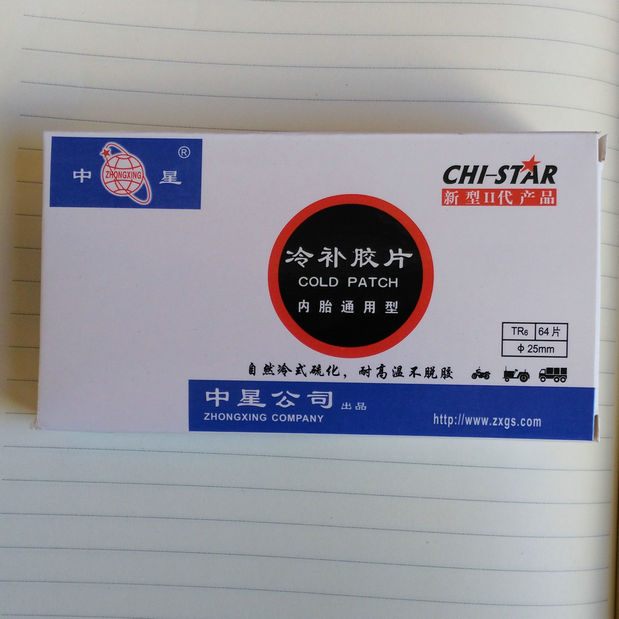 中 ZHONGXING 星 ®
CHI-STAR
新型II代产品
冷补胶片
COLD PATCH
内胎通用型
TR6 64片
ф25mm
自然冷式硫化，耐高温不脱胶
中星公司 出品
ZHONGXING COMPANY
http://www.zxgs.com